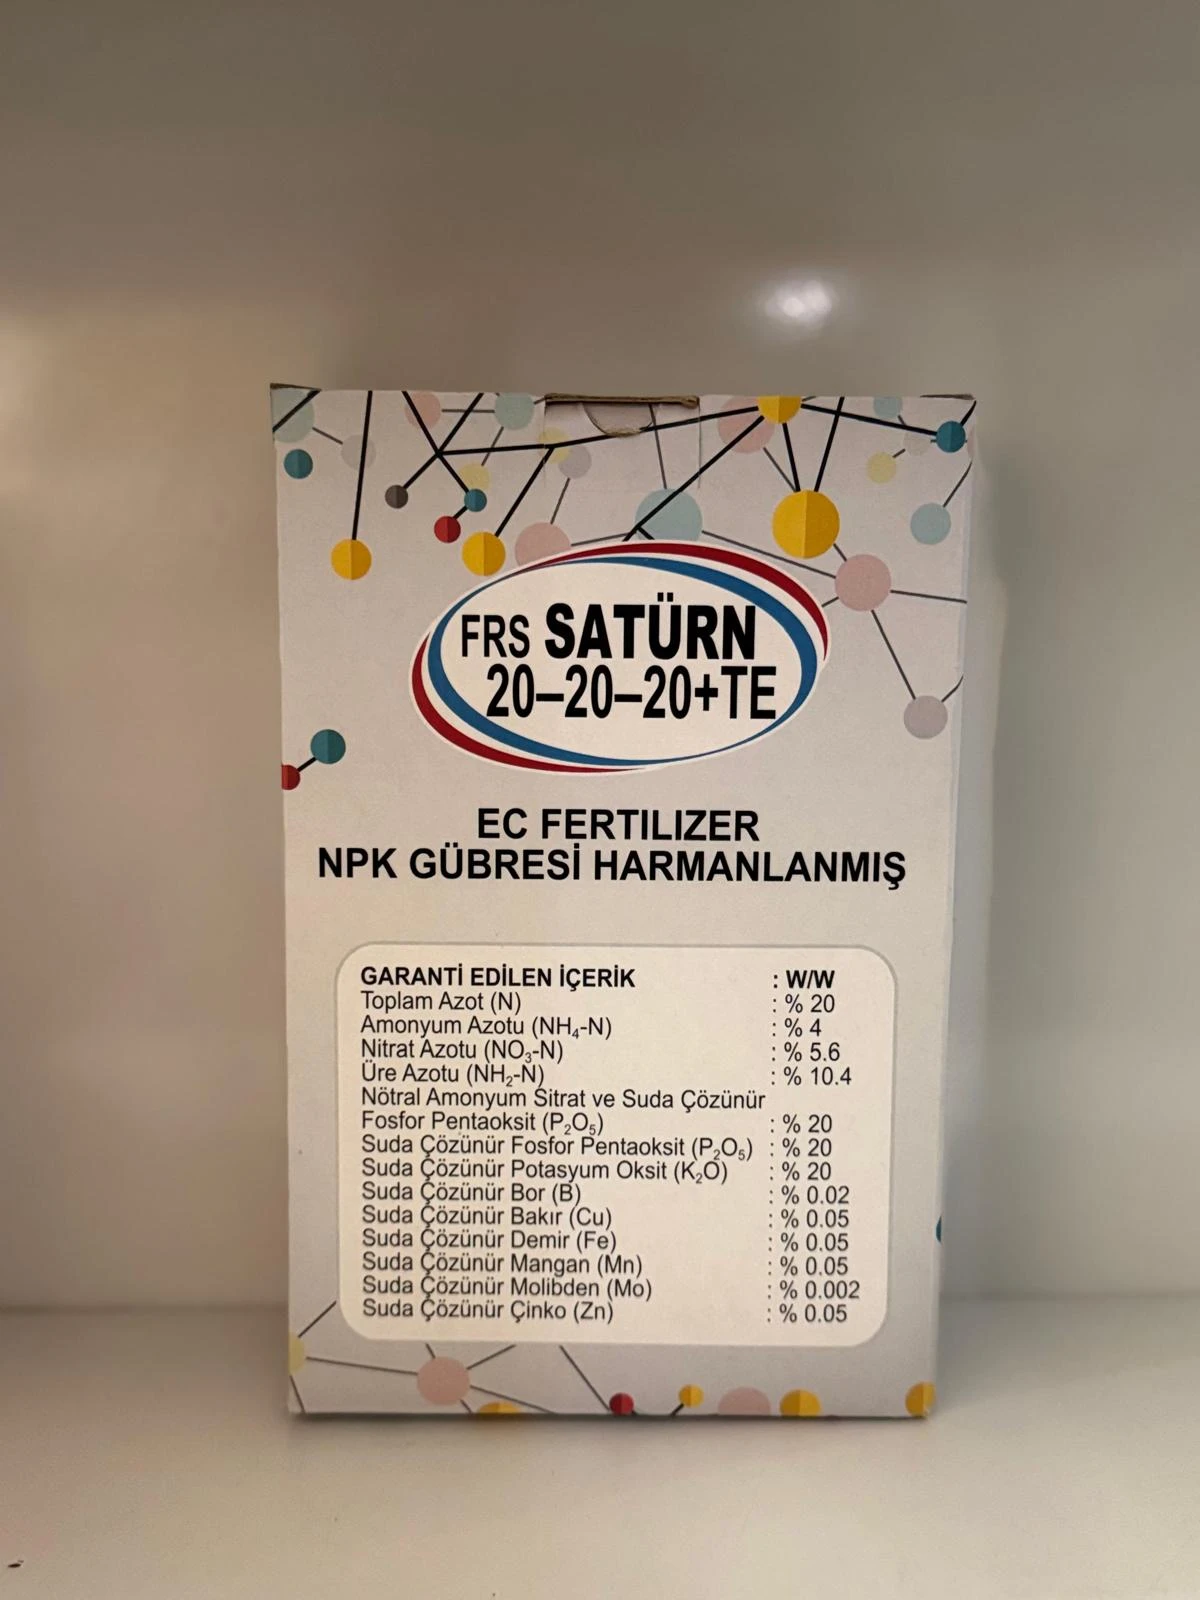 FRS SATÜRN
20–20–20+TE
EC FERTILIZER
NPK GÜBRESİ HARMANLANMIŞ
GARANTİ EDİLEN İÇERİK : W/W
Toplam Azot (N) : % 20
Amonyum Azotu (NH₄-N) : % 4
Nitrat Azotu (NO₃-N) : % 5.6
Üre Azotu (NH₂-N) : % 10.4
Nötral Amonyum Sitrat ve Suda Çözünür
Fosfor Pentaoksit (P₂O₅) : % 20
Suda Çözünür Fosfor Pentaoksit (P₂O₅) : % 20
Suda Çözünür Potasyum Oksit (K₂O) : % 20
Suda Çözünür Bor (B) : % 0.02
Suda Çözünür Bakır (Cu) : % 0.05
Suda Çözünür Demir (Fe) : % 0.05
Suda Çözünür Mangan (Mn) : % 0.05
Suda Çözünür Molibden (Mo) : % 0.002
Suda Çözünür Çinko (Zn) : % 0.05